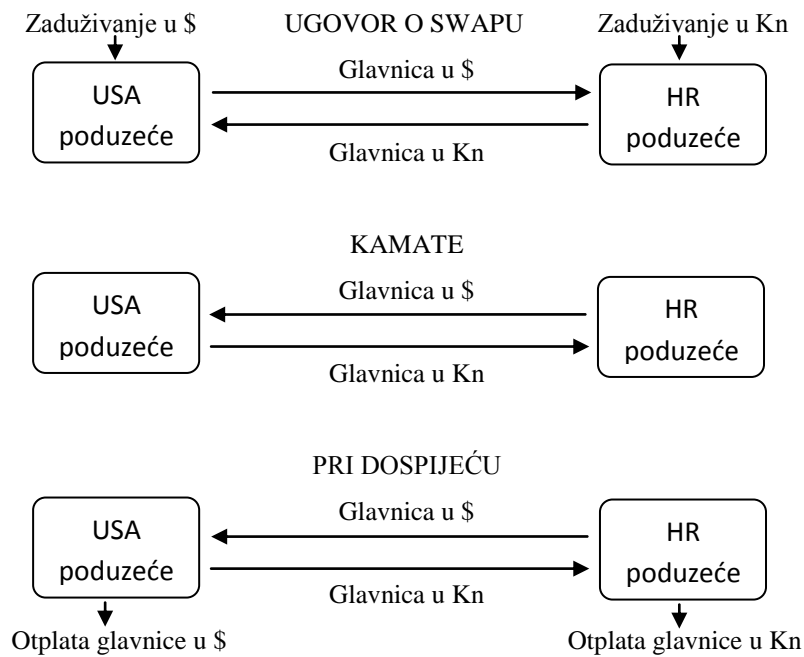 Zaduživanje u $
UGOVOR O SWAPU
Zaduživanje u Kn
USA
poduzeće
Glavnica u $
Glavnica u Kn
HR
poduzeće
KAMATE
USA
poduzeće
Glavnica u $
Glavnica u Kn
HR
poduzeće
PRI DOSPIJEĆU
USA
poduzeće
Glavnica u $
Glavnica u Kn
HR
poduzeće
Otplata glavnice u $
Otplata glavnice u Kn